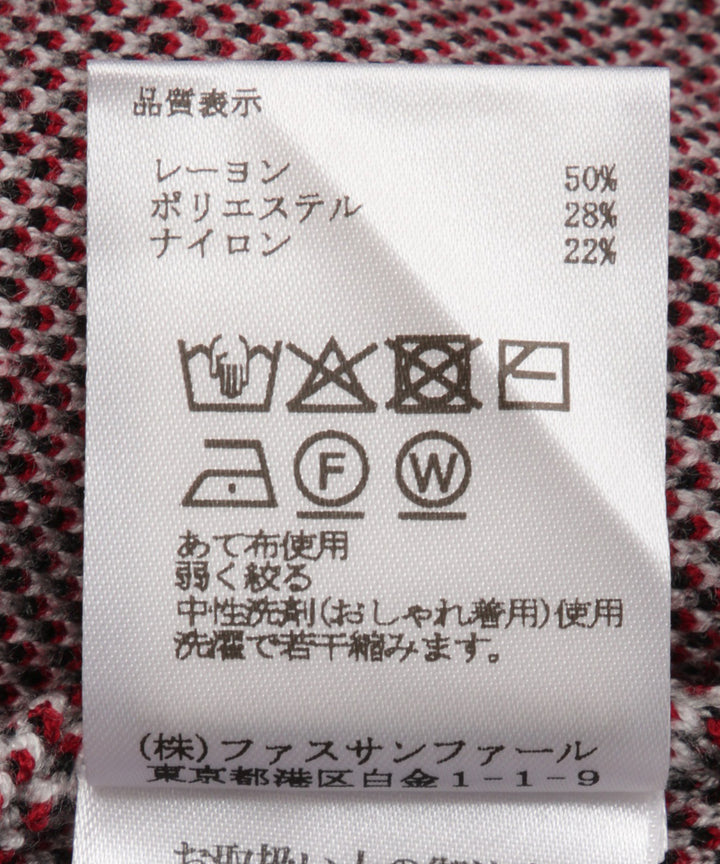 品質表示
レーヨン 50%
ポリエステル 28%
ナイロン 22%
F W
あて布使用
弱く絞る
中性洗剤(おしゃれ着用)使用
洗濯で若干縮みます。
(株)ファスサンファール
東京都港区白金1-1-9